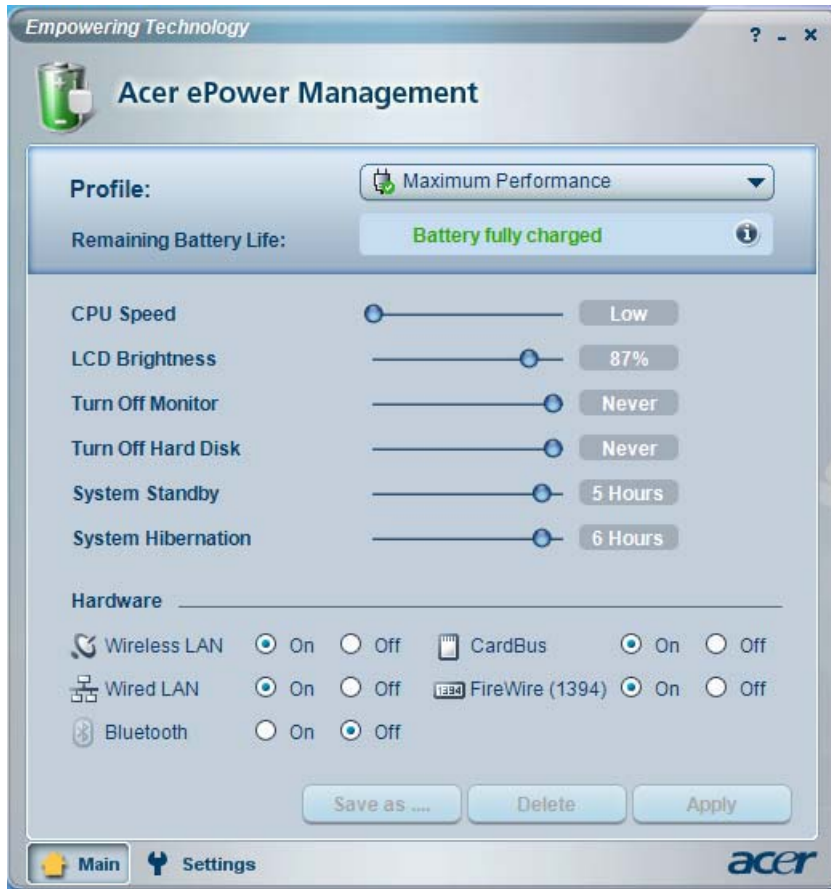 Empowering Technology
? - x
Acer ePower Management
Profile: Maximum Performance
Remaining Battery Life: Battery fully charged
CPU Speed Low
LCD Brightness 87%
Turn Off Monitor Never
Turn Off Hard Disk Never
System Standby 5 Hours
System Hibernation 6 Hours
Hardware
Wireless LAN On Off CardBus On Off
Wired LAN On Off 1394 FireWire (1394) On Off
Bluetooth On Off
Save as .... Delete Apply
Main Settings acer